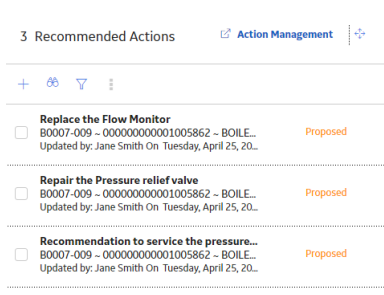 3 Recommended Actions
Action Management
Replace the Flow Monitor
B0007-009 ~ 000000000001005862 ~ BOILE...
Proposed
Updated by: Jane Smith On Tuesday, April 25, 20...
Repair the Pressure relief valve
B0007-009 ~ 000000000001005862 ~ BOILE...
Proposed
Updated by: Jane Smith On Tuesday, April 25, 20...
Recommendation to service the pressure...
B0007-009 ~ 000000000001005862 ~ BOILE...
Proposed
Updated by: Jane Smith On Tuesday, April 25, 20...